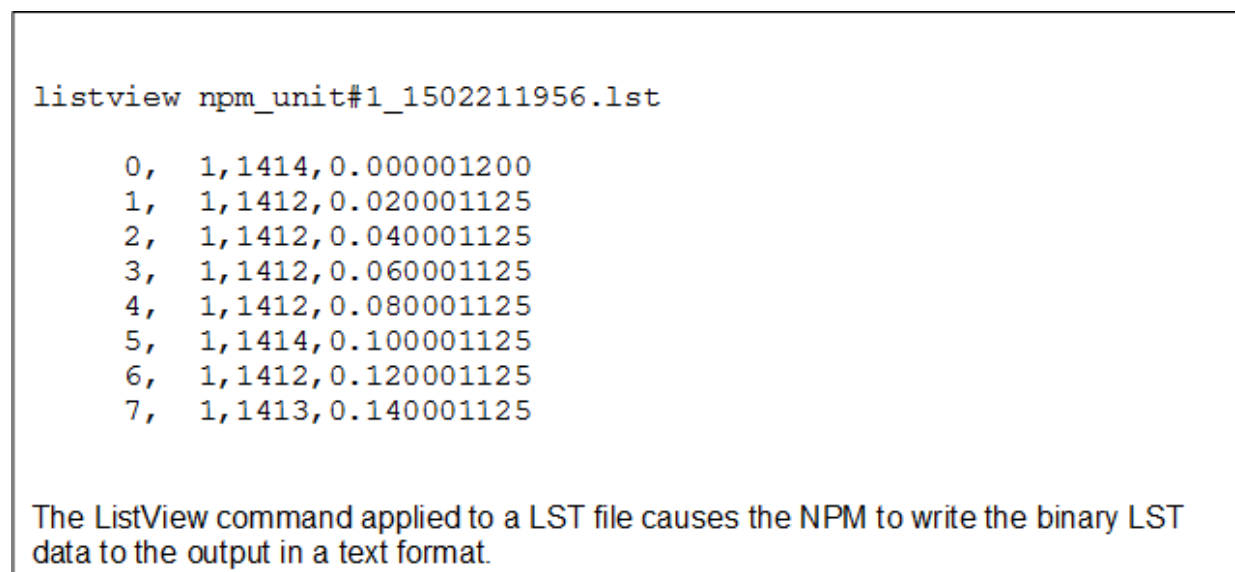 listview npm_unit#1_1502211956.lst
0,  1,1414,0.000001200
1,  1,1412,0.020001125
2,  1,1412,0.040001125
3,  1,1412,0.060001125
4,  1,1412,0.080001125
5,  1,1414,0.100001125
6,  1,1412,0.120001125
7,  1,1413,0.140001125
The ListView command applied to a LST file causes the NPM to write the binary LST
data to the output in a text format.